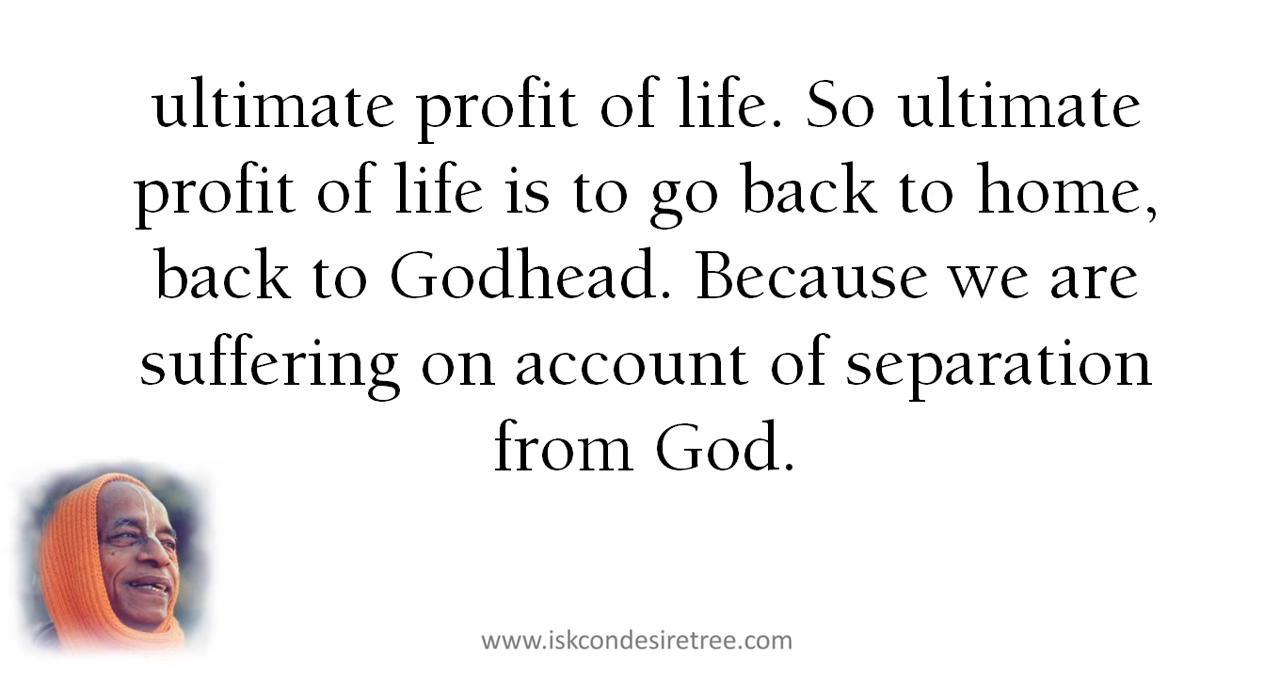 ultimate profit of life. So ultimate
profit of life is to go back to home,
back to Godhead. Because we are
suffering on account of separation
from God.
www.iskcondesiretree.com